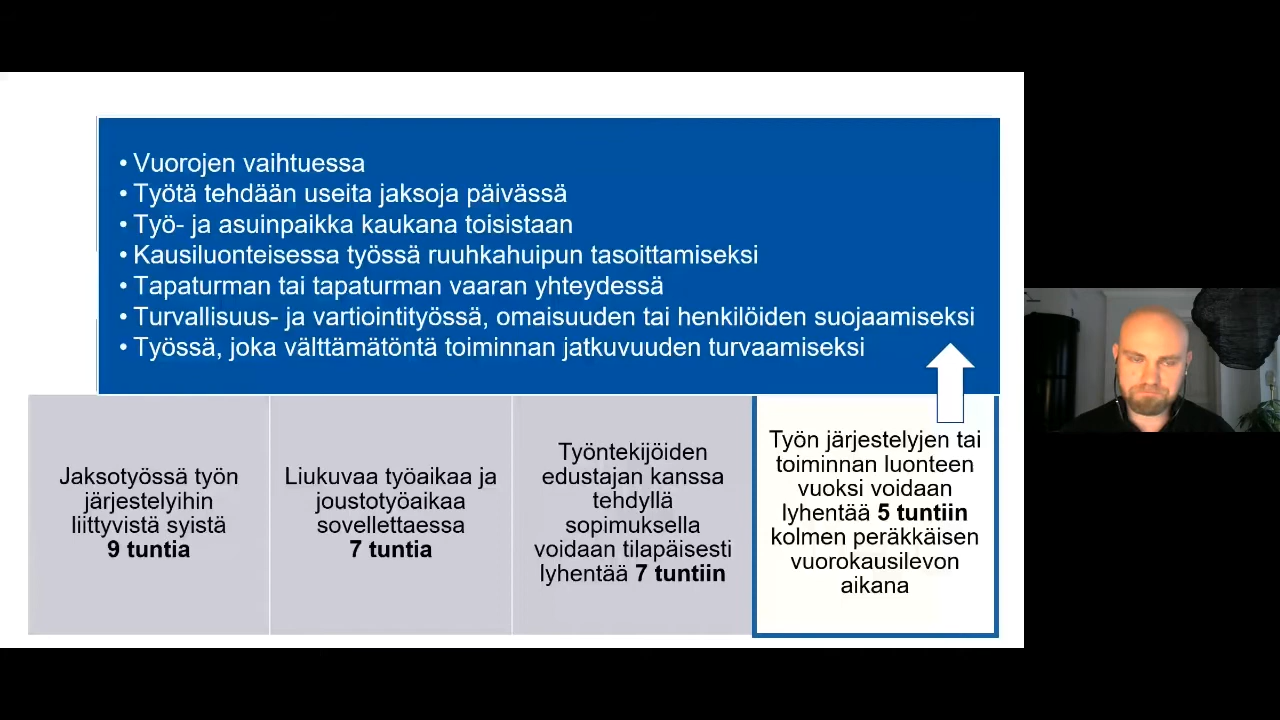 • Vuorojen vaihtuessa
• Työtä tehdään useita jaksoja päivässä
• Työ- ja asuinpaikka kaukana toisistaan
• Kausiluonteisessa työssä ruuhkahuipun tasoittamiseksi
• Tapaturman tai tapaturman vaaran yhteydessä
• Turvallisuus- ja vartiointityössä, omaisuuden tai henkilöiden suojaamiseksi
• Työssä, joka välttämätöntä toiminnan jatkuvuuden turvaamiseksi
Jaksotyössä työn
järjestelyihin
liittyvistä syistä
9 tuntia
Liukuvaa työaikaa ja
joustotyöaikaa
sovellettaessa
7 tuntia
Työntekijöiden
edustajan kanssa
tehdyllä
sopimuksella
voidaan tilapäisesti
lyhentää 7 tuntiin
Työn järjestelyjen tai
toiminnan luonteen
vuoksi voidaan
lyhentää 5 tuntiin
kolmen peräkkäisen
vuorokausilevon
aikana